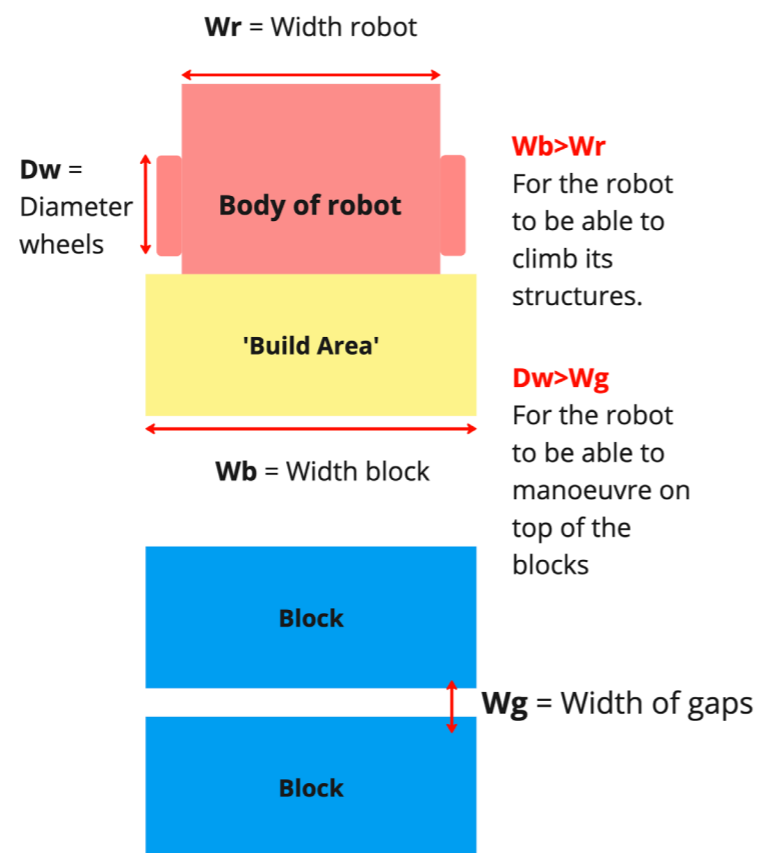 Wr = Width robot
Dw =
Diameter
wheels
Body of robot
Wb>Wr
For the robot
to be able to
climb its
structures.
'Build Area'
Dw>Wg
For the robot
to be able to
manoeuvre on
top of the
blocks
Wb = Width block
Block
Wg = Width of gaps
Block